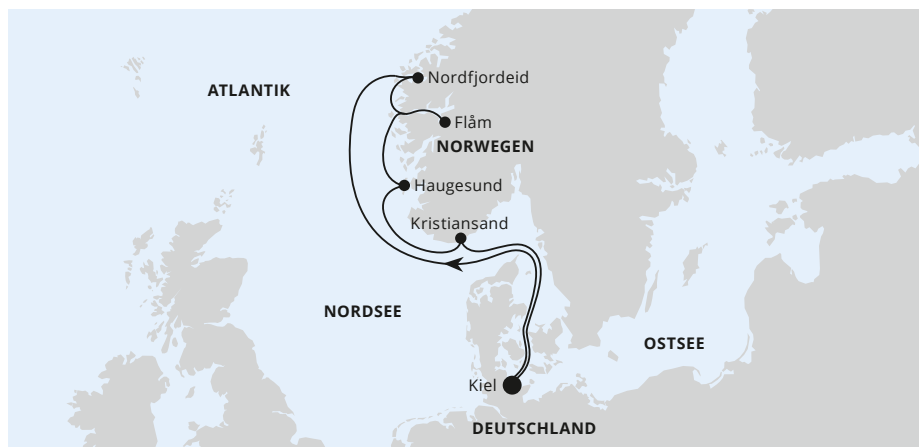 Nordfjordeid
ATLANTIK
Flåm
NORWEGEN
Haugesund
Kristiansand
NORDSEE
OSTSEE
Kiel
DEUTSCHLAND